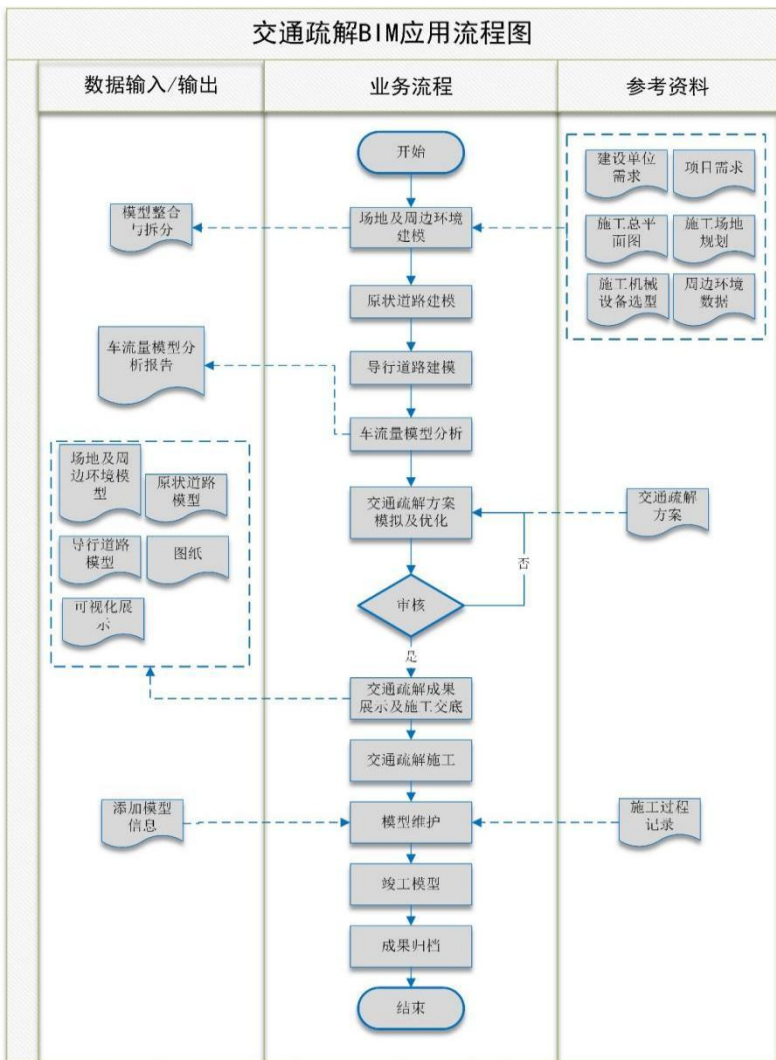 交通疏解BIM应用流程图
数据输入/输出
业务流程
参考资料
开始
建设单位
需求
项目需求
模型整合
与拆分
场地及周边环境
建模
施工总平
面图
施工场地
规划
施工机械
设备选型
周边环境
数据
原状道路建模
车流量模型分
析报告
导行道路建模
车流量模型分析
场地及周
边环境模
型
原状道路
模型
导行道路
模型
图纸
可视化展
示
交通疏解方案
模拟及优化
交通疏解
方案
否
审核
是
交通疏解成果
展示及施工交底
交通疏解施工
添加模型
信息
模型维护
施工过程
记录
竣工模型
成果归档
结束